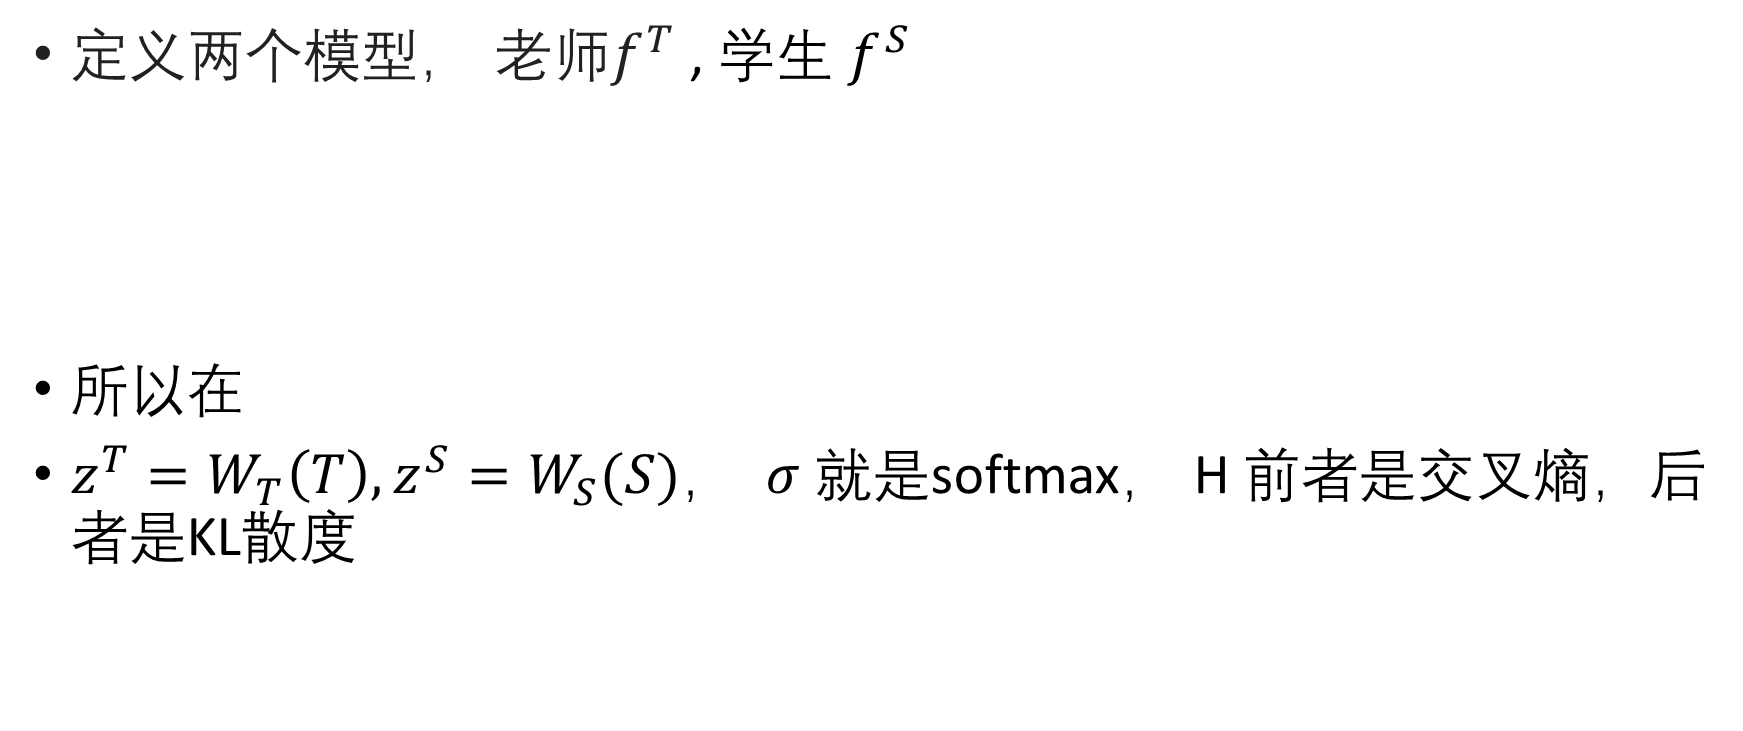 • 定义两个模型， 老师𝑓^𝑇 , 学生 𝑓^𝑆
• 所以在
• 𝑧^𝑇 = 𝑊_𝑇(𝑇), 𝑧^𝑆 = 𝑊_𝑆(𝑆)， 𝜎 就是softmax， H 前者是交叉熵，后
者是KL散度